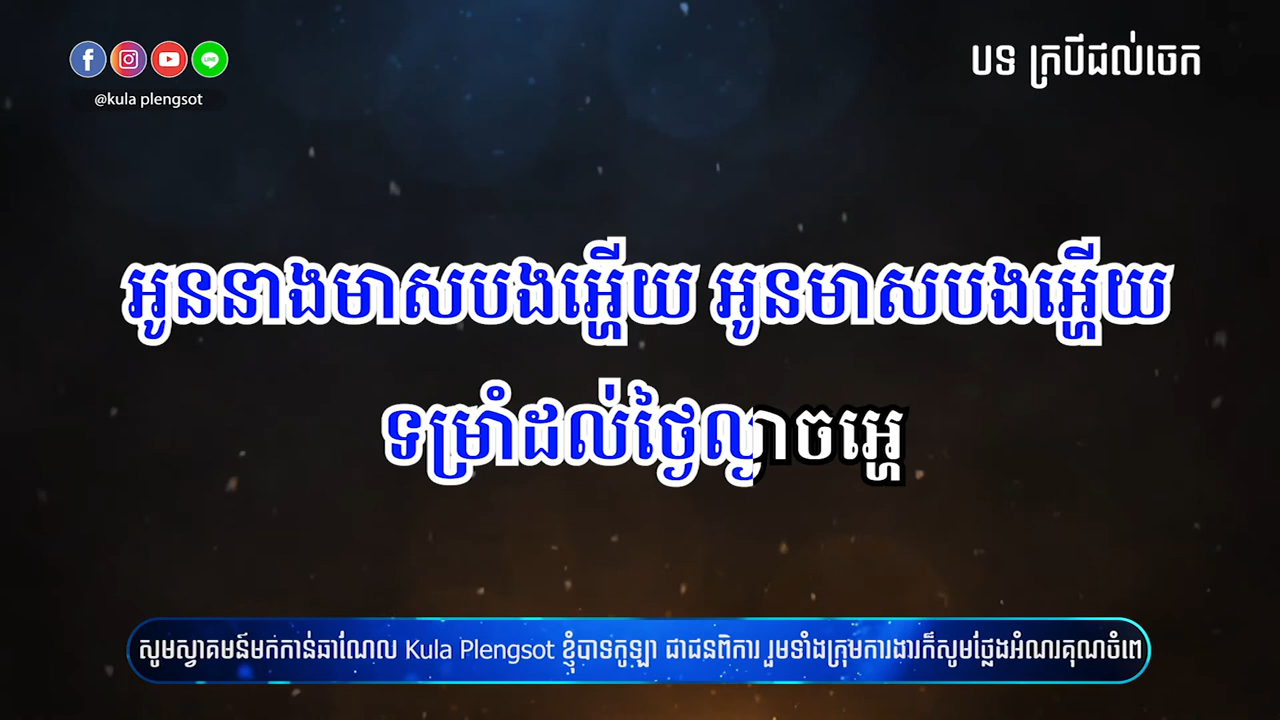 បទ ក្របីជល់ចេក
@kula plengsot
អូននាងមាសបងអ្ហើយ អូនមាសបងអ្ហើយ
ទម្រាំដល់ថ្ងៃល្ងាចអ្ហេ
សូមស្វាគមន៍មកកាន់ឆាណែល Kula Plengsot ខ្ញុំបាទកូឡា ជាជនពិការ រួមទាំងក្រុមការងារក៏សូមថ្លែងអំណរគុណចំពេ